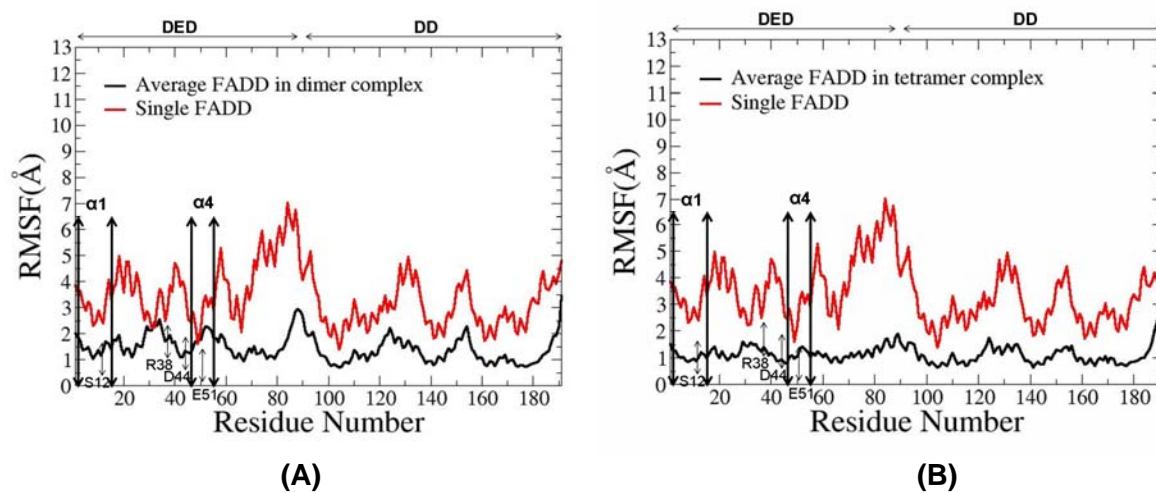 DED DD
13
12
11
10
9
8
7
6
5
4
3
2
1
0
RMSF(Å)
Average FADD in dimer complex
Single FADD
α1 α4
S12 R38 D44 E51
20 40 60 80 100 120 140 160 180
Residue Number
(A)
DED DD
13
12
11
10
9
8
7
6
5
4
3
2
1
0
RMSF(Å)
Average FADD in tetramer complex
Single FADD
α1 α4
S12 R38 D44 E51
20 40 60 80 100 120 140 160 180
Residue Number
(B)